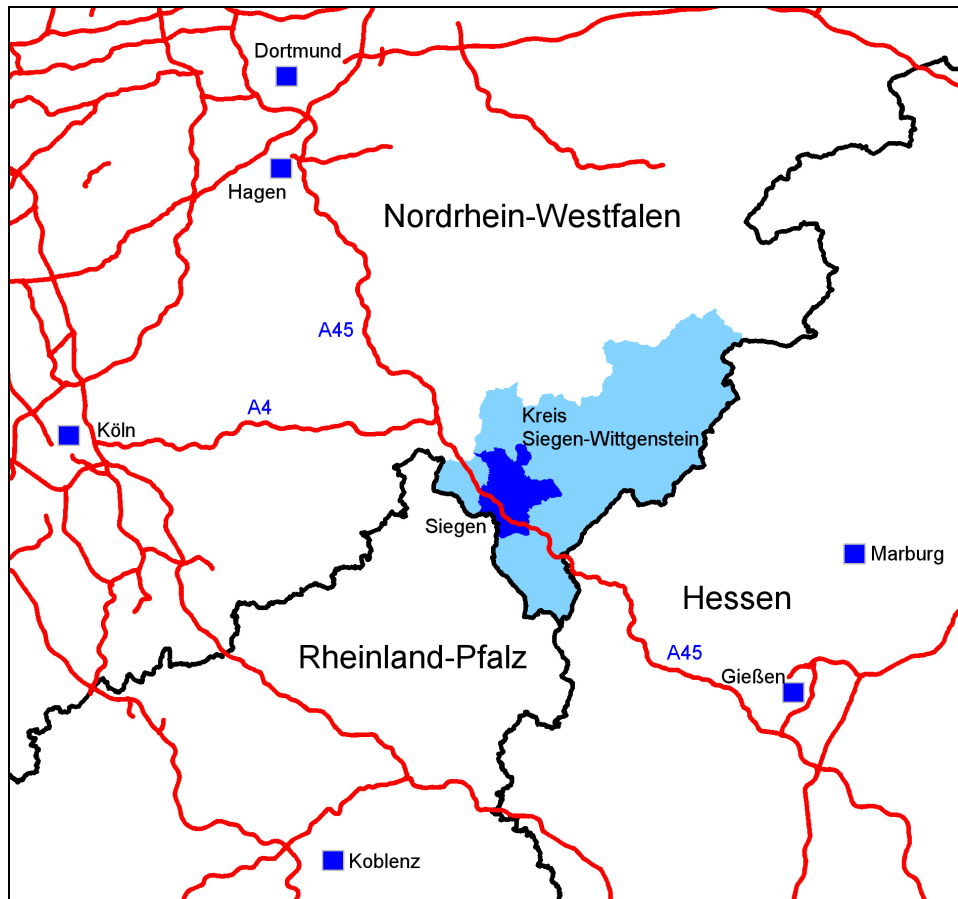 Dortmund
Hagen
Nordrhein-Westfalen
A45
A4
Köln
Kreis
Siegen-Wittgenstein
Siegen
Marburg
Hessen
Rheinland-Pfalz
A45
Gießen
Koblenz